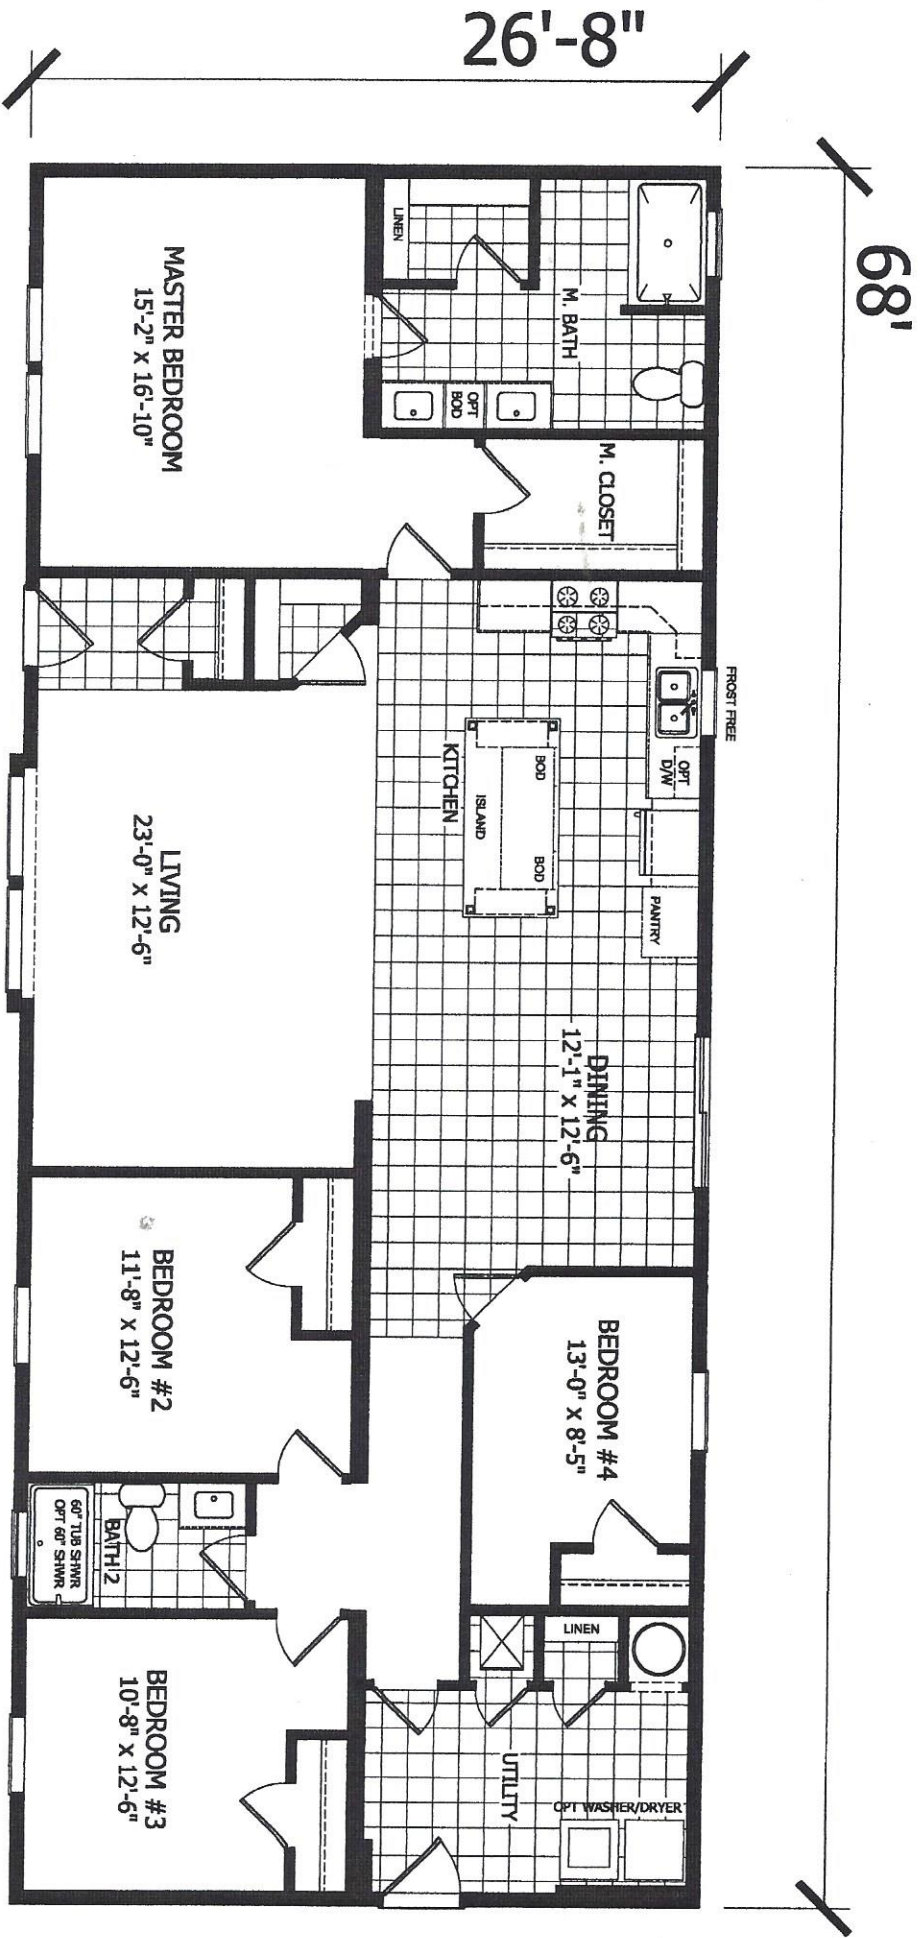 26'-8"
68'
LINEN
M. BATH
OPT
BOD
MASTER BEDROOM
15'-2" x 16'-10"
M. CLOSET
FROST FREE
OPT
D/W
BOD
BOD
ISLAND
KITCHEN
PANTRY
DINING
12'-1" x 12'-6"
LIVING
23'-0" x 12'-6"
BEDROOM #4
13'-0" x 8'-5"
BEDROOM #2
11'-8" x 12'-6"
BATH 2
60" TUB SHWR
OPT 60" SHWR
LINEN
UTILITY
OPT WASHER/DRYER
BEDROOM #3
10'-8" x 12'-6"